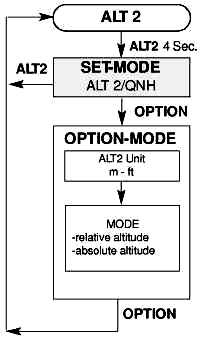 ALT 2
ALT2 4 Sec.
ALT2
SET-MODE
ALT 2/QNH
OPTION
OPTION-MODE
ALT2 Unit
m - ft
MODE
-relative altitude
-absolute altitude
OPTION